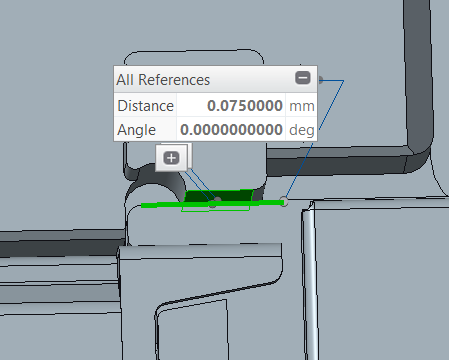 All References
Distance 0.0750000 mm
Angle 0.0000000000 deg